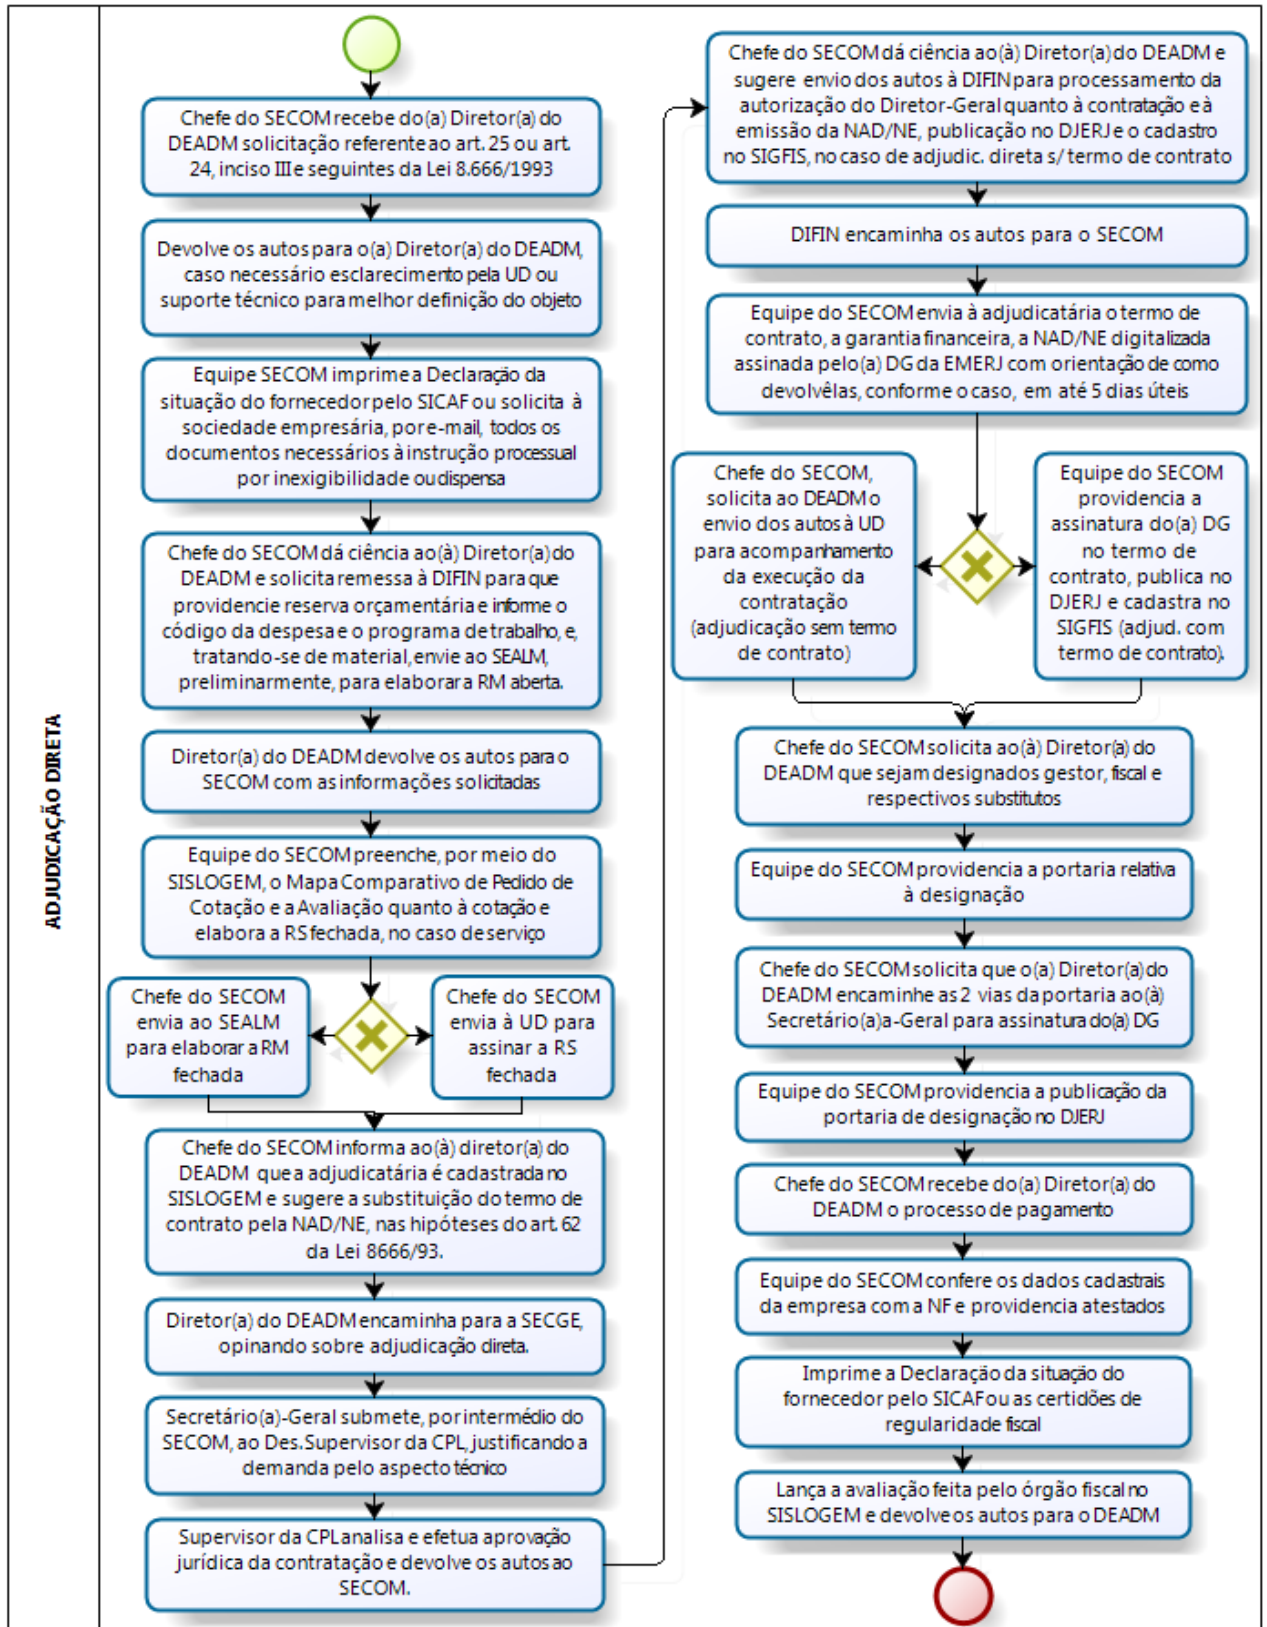 ADJUDICAÇÃO DIRETA
Chefe do SECOM recebe do(a) Diretor(a) do
DEADM solicitação referente ao art. 25 ou art.
24, inciso III e seguintes da Lei 8.666/1993
Devolve os autos para o(a) Diretor(a) do DEADM,
caso necessário esclarecimento pela UD ou
suporte técnico para melhor definição do objeto
Equipe SECOM imprime a Declaração da
situação do fornecedor pelo SICAF ou solicita à
sociedade empresária, por e-mail, todos os
documentos necessários à instrução processual
por inexigibilidade ou dispensa
Chefe do SECOM dá ciência ao(à) Diretor(a) do
DEADM e solicita remessa à DIFIN para que
providencie reserva orçamentária e informe o
código da despesa e o programa de trabalho, e,
tratando-se de material, envie ao SEALM,
preliminarmente, para elaborar a RM aberta.
Diretor(a) do DEADM devolve os autos para o
SECOM com as informações solicitadas
Equipe do SECOM preenche, por meio do
SISLOGEM, o Mapa Comparativo de Pedido de
Cotação e a Avaliação quanto à cotação e
elabora a RS fechada, no caso de serviço
Chefe do SECOM
envia ao SEALM
para elaborar a RM
fechada
Chefe do SECOM
envia à UD para
assinar a RS
fechada
Chefe do SECOM informa ao(à) diretor(a) do
DEADM que a adjudicatária é cadastrada no
SISLOGEM e sugere a substituição do termo de
contrato pela NAD/NE, nas hipóteses do art. 62
da Lei 8666/93.
Diretor(a) do DEADM encaminha para a SECGE,
opinando sobre adjudicação direta.
Secretário(a)-Geral submete, por intermédio do
SECOM, ao Des. Supervisor da CPL, justificando a
demanda pelo aspecto técnico
Supervisor da CPL analisa e efetua aprovação
jurídica da contratação e devolve os autos ao
SECOM.
Chefe do SECOM dá ciência ao(à) Diretor(a) do DEADM e
sugere envio dos autos à DIFIN para processamento da
autorização do Diretor-Geral quanto à contratação e à
emissão da NAD/NE, publicação no DJERJ e o cadastro
no SIGFIS, no caso de adjudic. direta s/ termo de contrato
DIFIN encaminha os autos para o SECOM
Equipe do SECOM envia à adjudicatária o termo de
contrato, a garantia financeira, a NAD/NE digitalizada
assinada pelo(a) DG da EMERJ com orientação de como
devolvêlas, conforme o caso, em até 5 dias úteis
Chefe do SECOM,
solicita ao DEADM o
envio dos autos à UD
para acompanhamento
da execução da
contratação
(adjudicação sem termo
de contrato)
Equipe do SECOM
providencia a
assinatura do(a) DG
no termo de
contrato, publica no
DJERJ e cadastra no
SIGFIS (adjud. com
termo de contrato).
Chefe do SECOM solicita ao(à) Diretor(a) do
DEADM que sejam designados gestor, fiscal e
respectivos substitutos
Equipe do SECOM providencia a portaria relativa
à designação
Chefe do SECOM solicita que o(a) Diretor(a) do
DEADM encaminhe as 2 vias da portaria ao(à)
Secretário(a)a-Geral para assinatura do(a) DG
Equipe do SECOM providencia a publicação da
portaria de designação no DJERJ
Chefe do SECOM recebe do(a) Diretor(a) do
DEADM o processo de pagamento
Equipe do SECOM confere os dados cadastrais
da empresa com a NF e providencia atestados
Imprime a Declaração da situação do
fornecedor pelo SICAF ou as certidões de
regularidade fiscal
Lança a avaliação feita pelo órgão fiscal no
SISLOGEM e devolve os autos para o DEADM